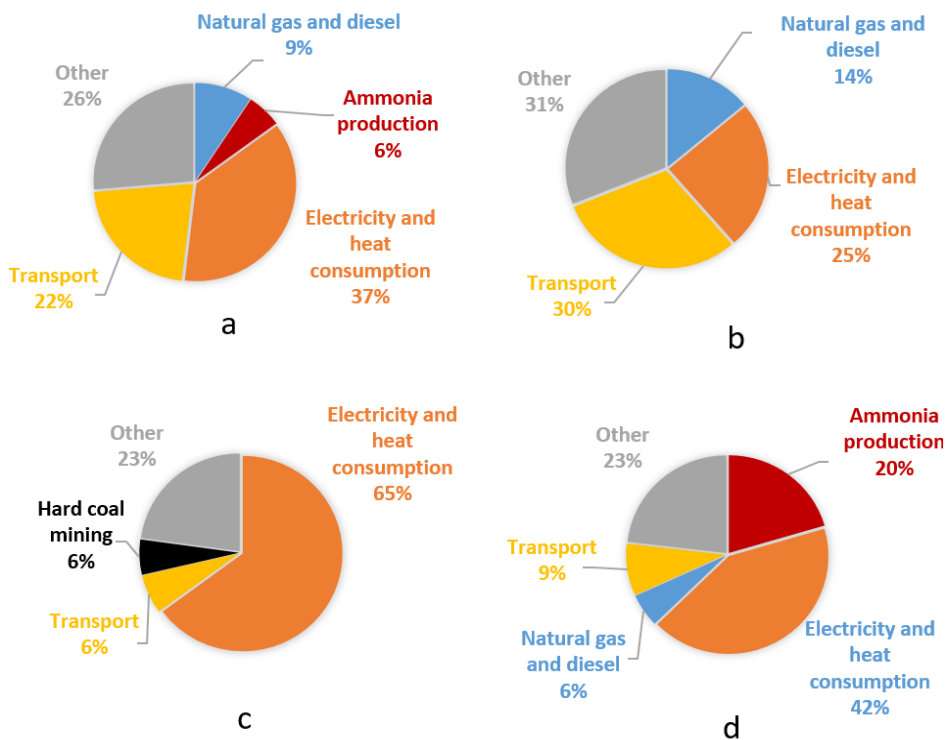 Natural gas and diesel
9%
Other
26%
Ammonia
production
6%
Electricity and
heat
consumption
37%
Transport
22%
a
Natural gas and
diesel
14%
Other
31%
Electricity and
heat
consumption
25%
Transport
30%
b
Electricity and
heat
consumption
65%
Other
23%
Hard coal
mining
6%
Transport
6%
c
Ammonia
production
20%
Other
23%
Transport
9%
Natural gas
and diesel
6%
Electricity and
heat
consumption
42%
d